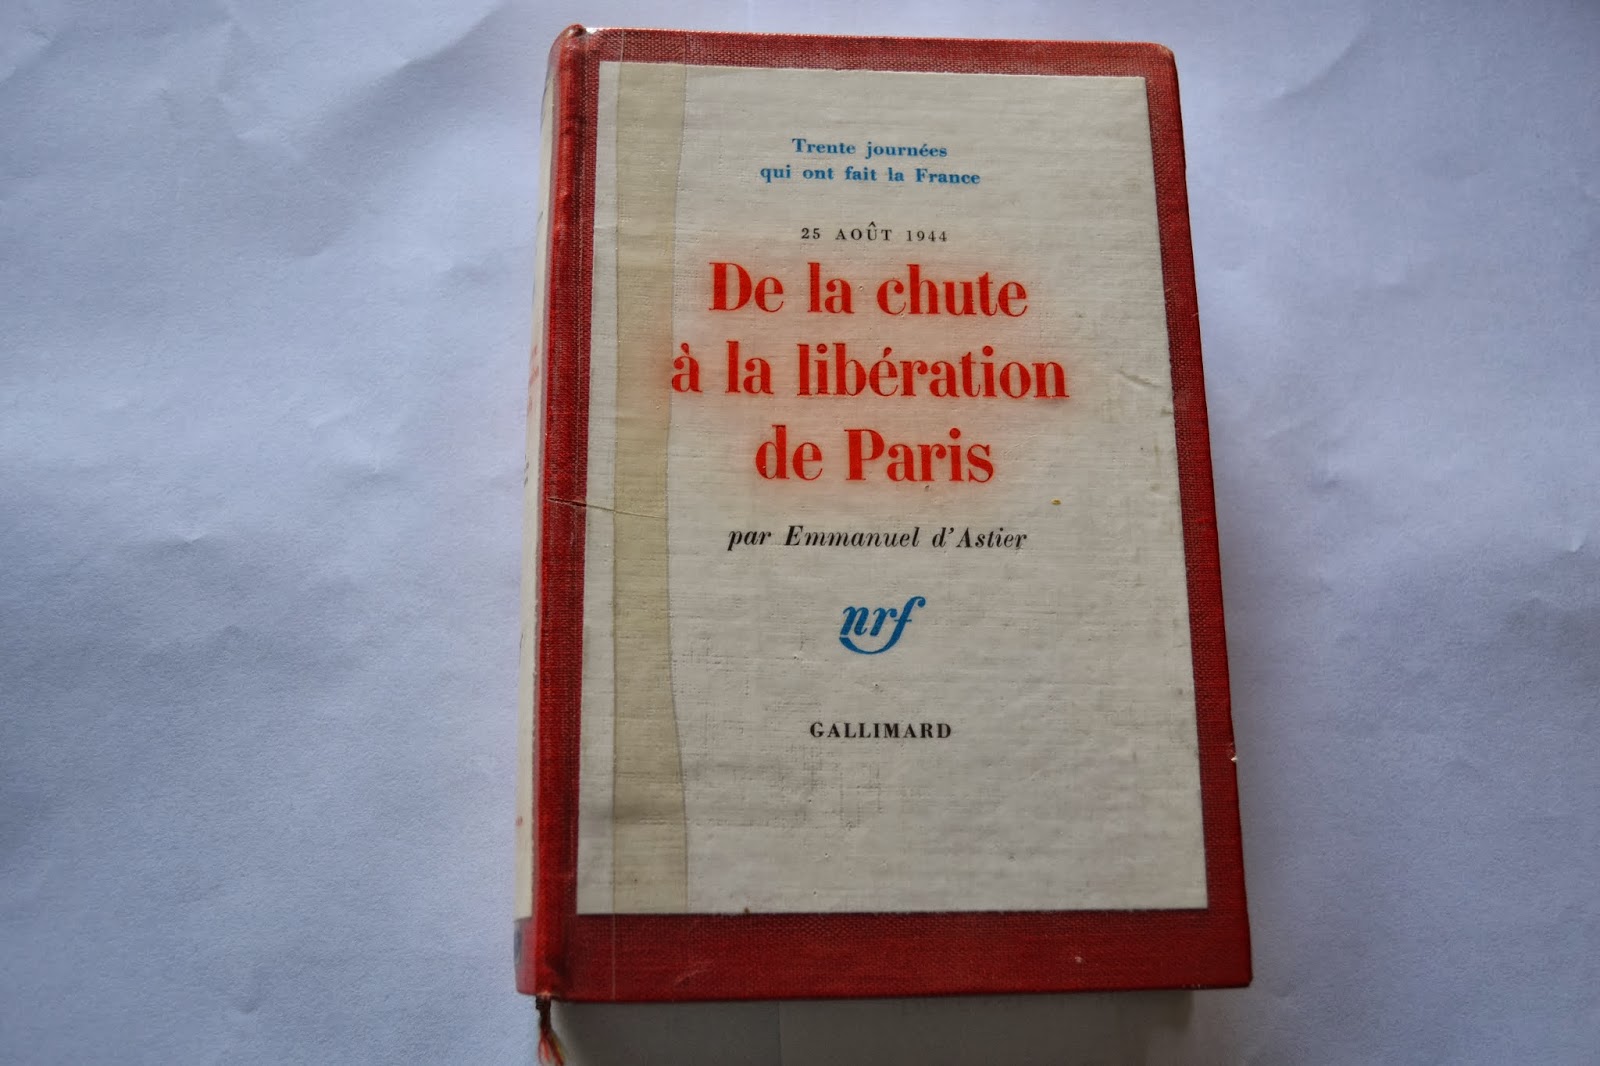 Trente journées
qui ont fait la France
25 AOÛT 1944
De la chute
à la libération
de Paris
par Emmanuel d'Astier
nrf
GALLIMARD